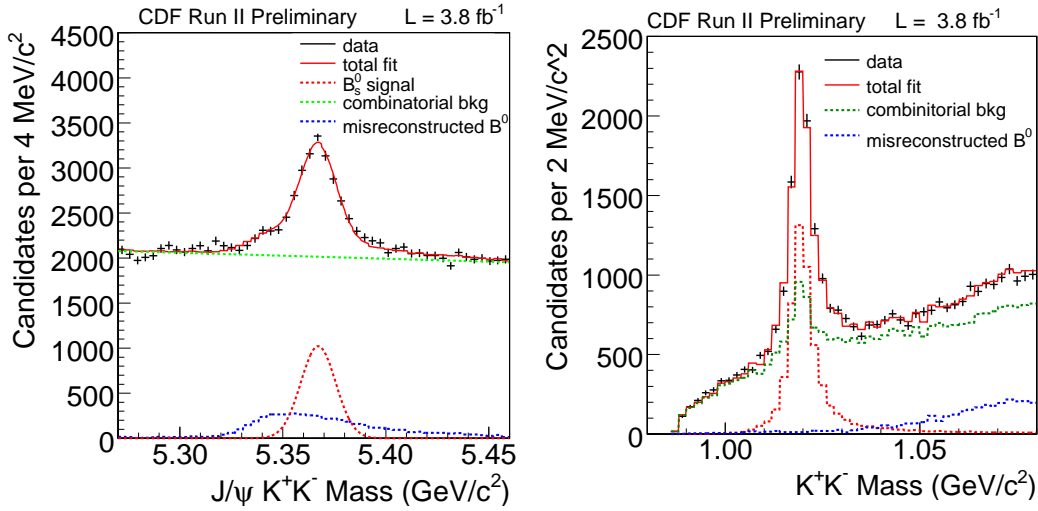 CDF Run II Preliminary L = 3.8 fb⁻¹
Candidates per 4 MeV/c²
4500
4000
3500
3000
2500
2000
1500
1000
500
0
data
total fit
B⁰ₛ signal
combinatorial bkg
misreconstructed B⁰
5.30 5.35 5.40 5.45
J/ψ K⁺K⁻ Mass (GeV/c²)
CDF Run II Preliminary L = 3.8 fb⁻¹
Candidates per 2 MeV/c^2
2500
2000
1500
1000
500
0
data
total fit
combinitorial bkg
misreconstructed B⁰
1.00 1.05
K⁺K⁻ Mass (GeV/c²)